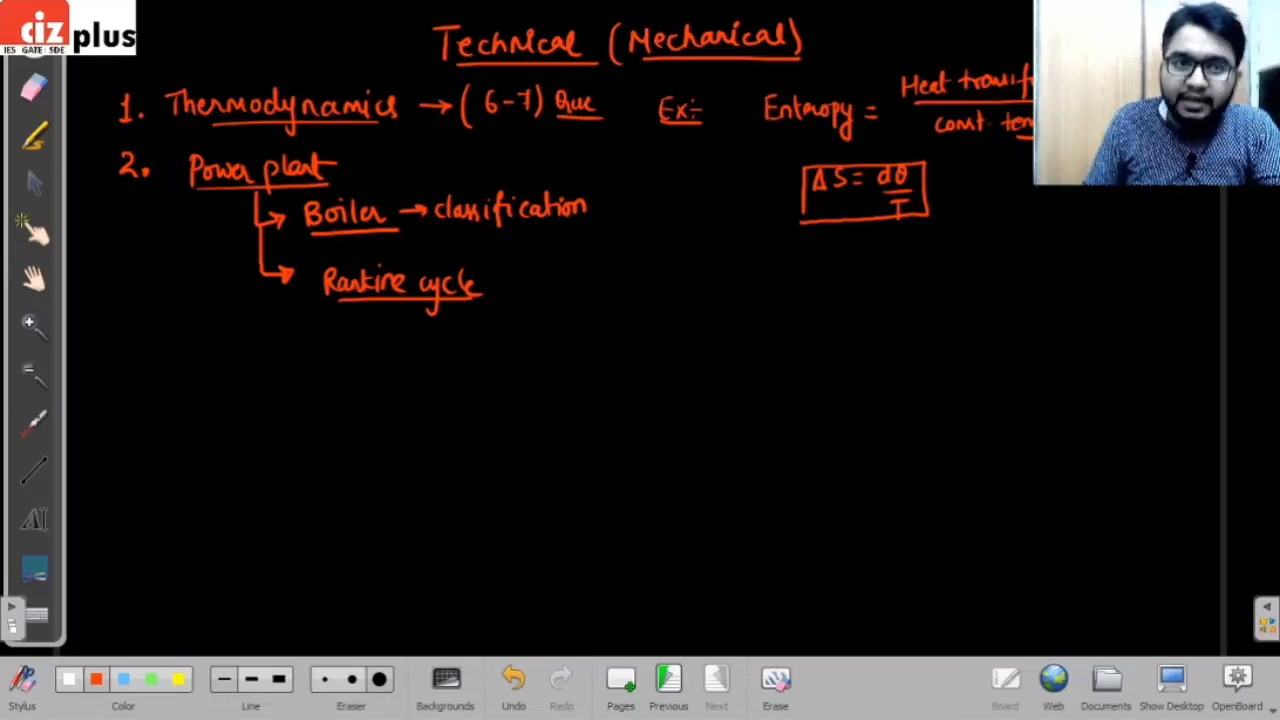 ciz plus
IES GATE SDE
Technical (Mechanical)
1. Thermodynamics → (6-7) Que Ex:- Entropy = Heat transf
const. tem
2. Power plant
ΔS = dθ
T
Boiler → classification
Rankine cycle
Stylus
Color
Line
Eraser
Backgrounds
Undo
Redo
Pages
Previous
Next
Erase
Board
Web
Documents
Show Desktop
OpenBoard